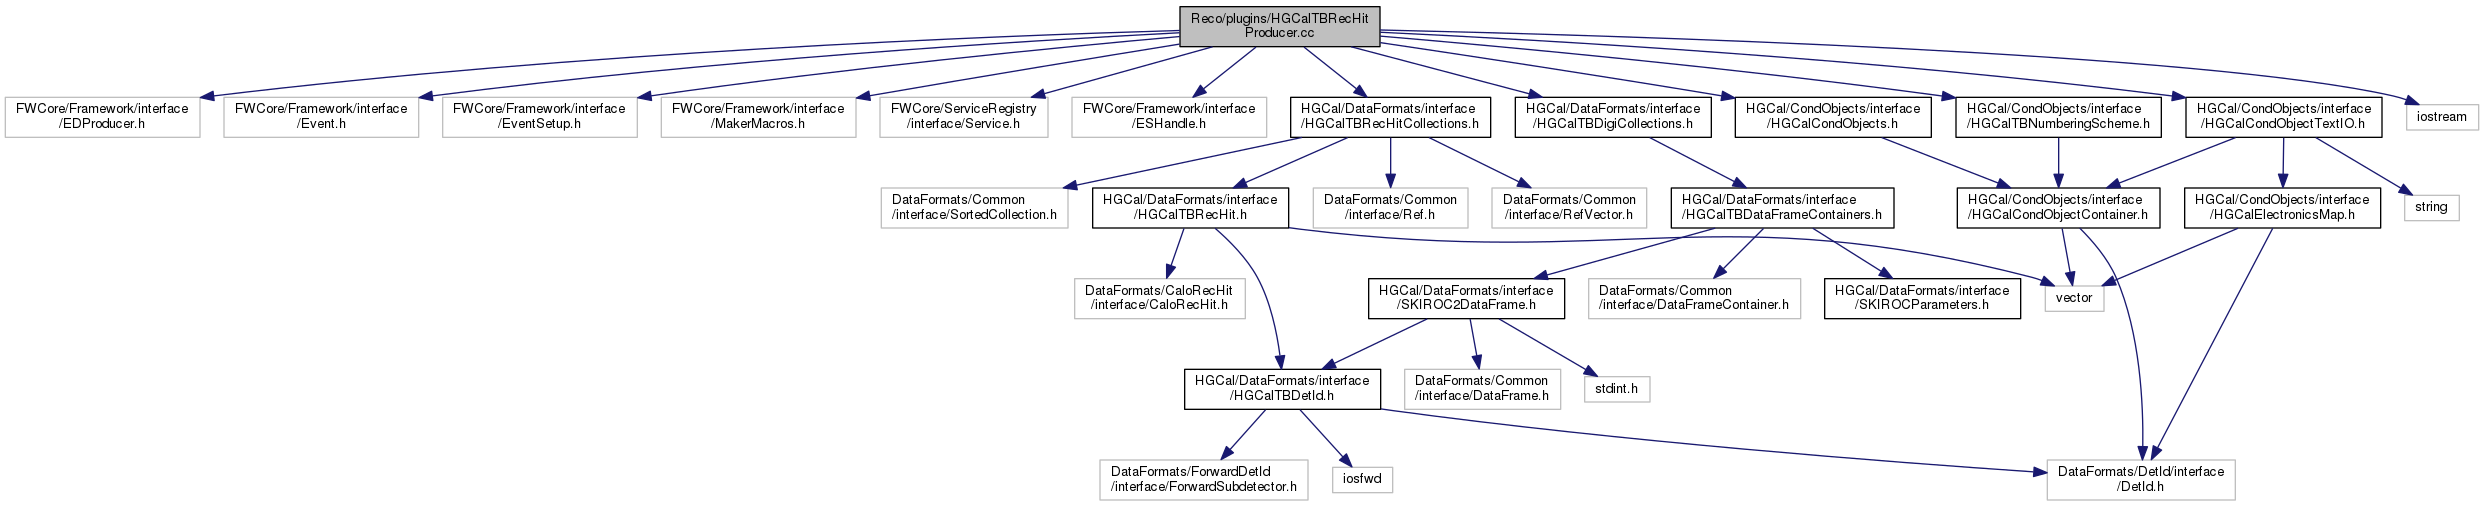 Reco/plugins/HGCalTBRecHit
Producer.cc
FWCore/Framework/interface
/EDProducer.h
FWCore/Framework/interface
/Event.h
FWCore/Framework/interface
/EventSetup.h
FWCore/Framework/interface
/MakerMacros.h
FWCore/ServiceRegistry
/interface/Service.h
FWCore/Framework/interface
/ESHandle.h
HGCal/DataFormats/interface
/HGCalTBRecHitCollections.h
HGCal/DataFormats/interface
/HGCalTBDigiCollections.h
HGCal/CondObjects/interface
/HGCalCondObjects.h
HGCal/CondObjects/interface
/HGCalTBNumberingScheme.h
HGCal/CondObjects/interface
/HGCalCondObjectTextIO.h
iostream
DataFormats/Common
/interface/SortedCollection.h
HGCal/DataFormats/interface
/HGCalTBRecHit.h
DataFormats/Common
/interface/Ref.h
DataFormats/Common
/interface/RefVector.h
HGCal/DataFormats/interface
/HGCalTBDataFrameContainers.h
HGCal/CondObjects/interface
/HGCalCondObjectContainer.h
HGCal/CondObjects/interface
/HGCalElectronicsMap.h
string
DataFormats/CaloRecHit
/interface/CaloRecHit.h
HGCal/DataFormats/interface
/SKIROC2DataFrame.h
DataFormats/Common
/interface/DataFrameContainer.h
HGCal/DataFormats/interface
/SKIROCParameters.h
vector
HGCal/DataFormats/interface
/HGCalTBDetId.h
DataFormats/Common
/interface/DataFrame.h
stdint.h
DataFormats/ForwardDetId
/interface/ForwardSubdetector.h
iosfwd
DataFormats/DetId/interface
/DetId.h